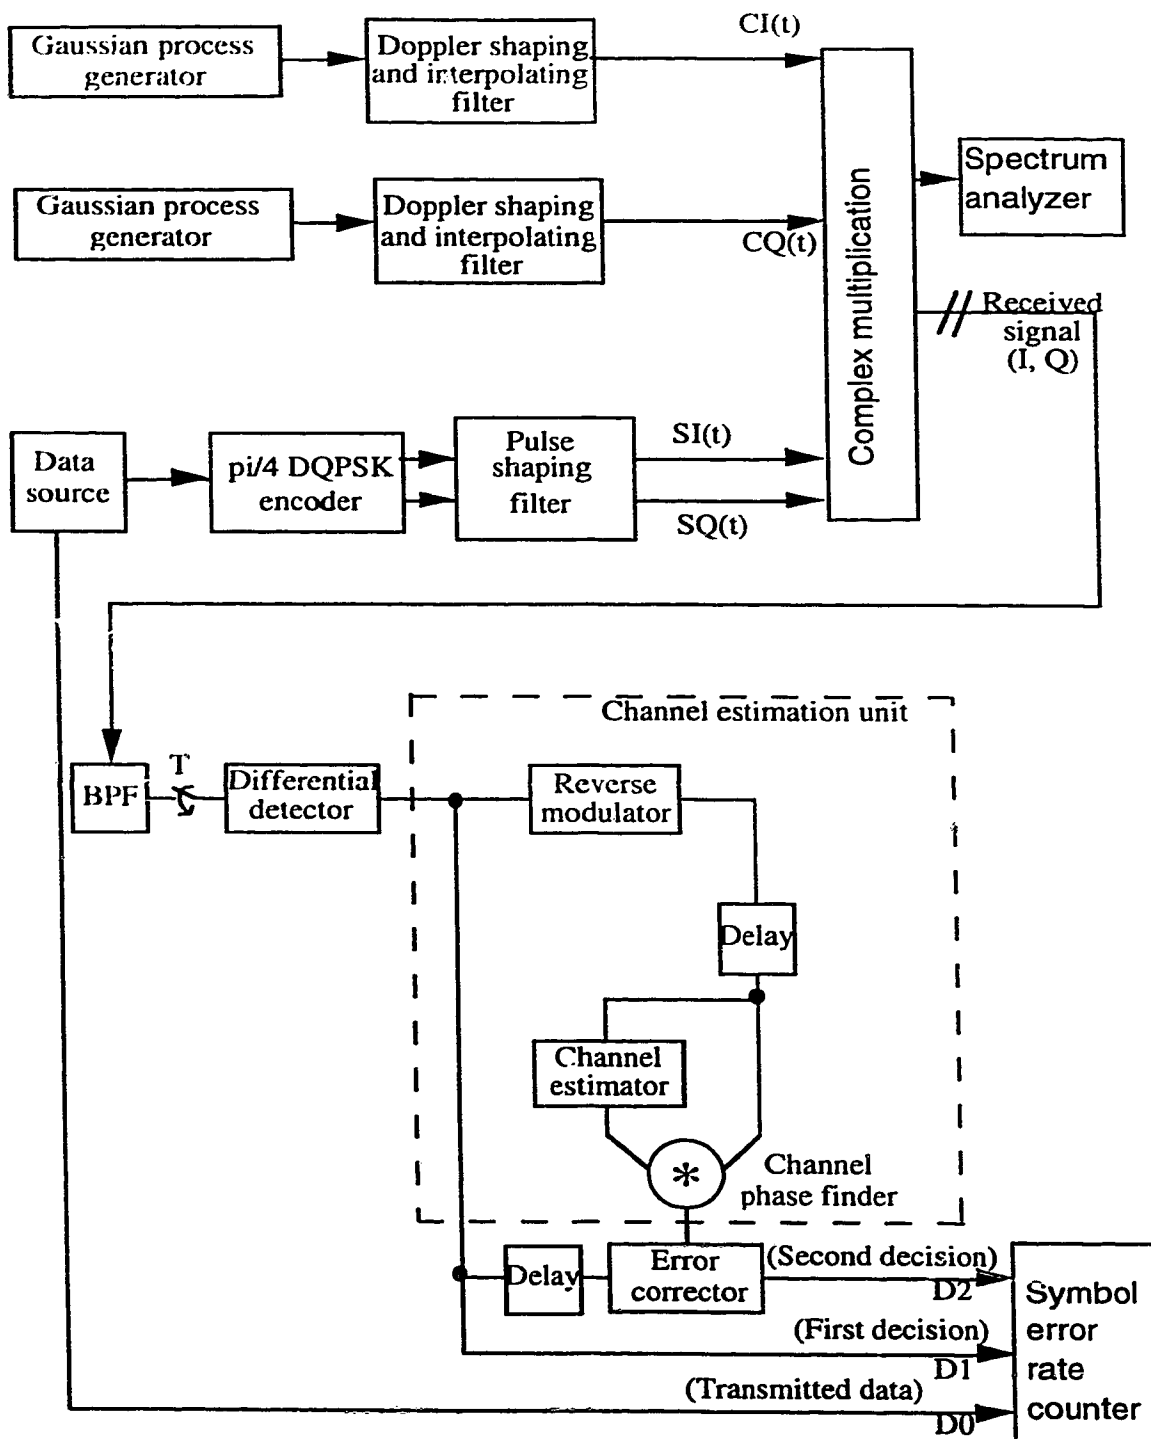 CI(t)
Gaussian process
generator
Doppler shaping
and interpolating
filter
Spectrum
analyzer
Gaussian process
generator
Doppler shaping
and interpolating
filter
CQ(t)
Complex multiplication
Received
signal
(I, Q)
Data
source
pi/4 DQPSK
encoder
Pulse
shaping
filter
SI(t)
SQ(t)
Channel estimation unit
BPF
T
Differential
detector
Reverse
modulator
Delay
Channel
estimator
*
Channel
phase finder
Delay
Error
corrector
(Second decision)
D2
(First decision)
D1
(Transmitted data)
D0
Symbol
error
rate
counter